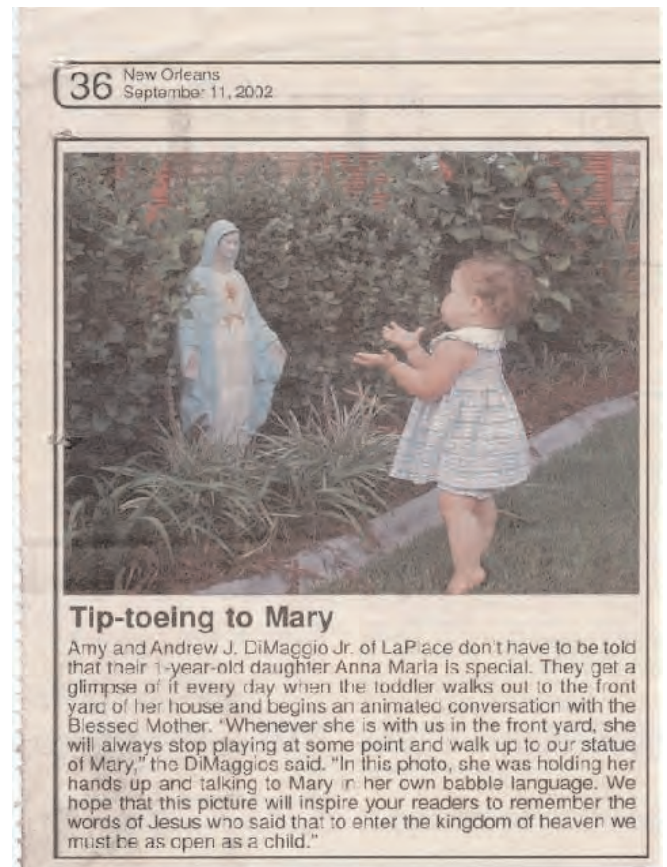 36
New Orleans
September 11, 2002
Tip-toeing to Mary
Amy and Andrew J. DiMaggio Jr. of LaPlace don't have to be told
that their 1-year-old daughter Anna Maria is special. They get a
glimpse of it every day when the toddler walks out to the front
yard of her house and begins an animated conversation with the
Blessed Mother. "Whenever she is with us in the front yard, she
will always stop playing at some point and walk up to our statue
of Mary," the DiMaggios said. "In this photo, she was holding her
hands up and talking to Mary in her own babble language. We
hope that this picture will inspire your readers to remember the
words of Jesus who said that to enter the kingdom of heaven we
must be as open as a child."